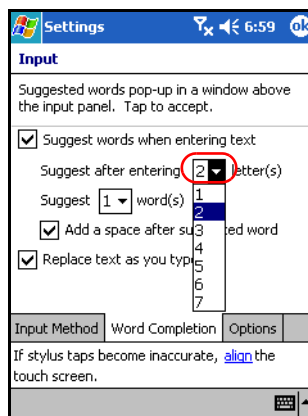 Settings 6:59 ok
Input
Suggested words pop-up in a window above
the input panel. Tap to accept.
Suggest words when entering text
Suggest after entering 2 letter(s)
1
Suggest 1 word(s) 2
Add a space after su 3 ed word
4
Replace text as you typ 5
6
7
Input Method Word Completion Options
If stylus taps become inaccurate, align the
touch screen.